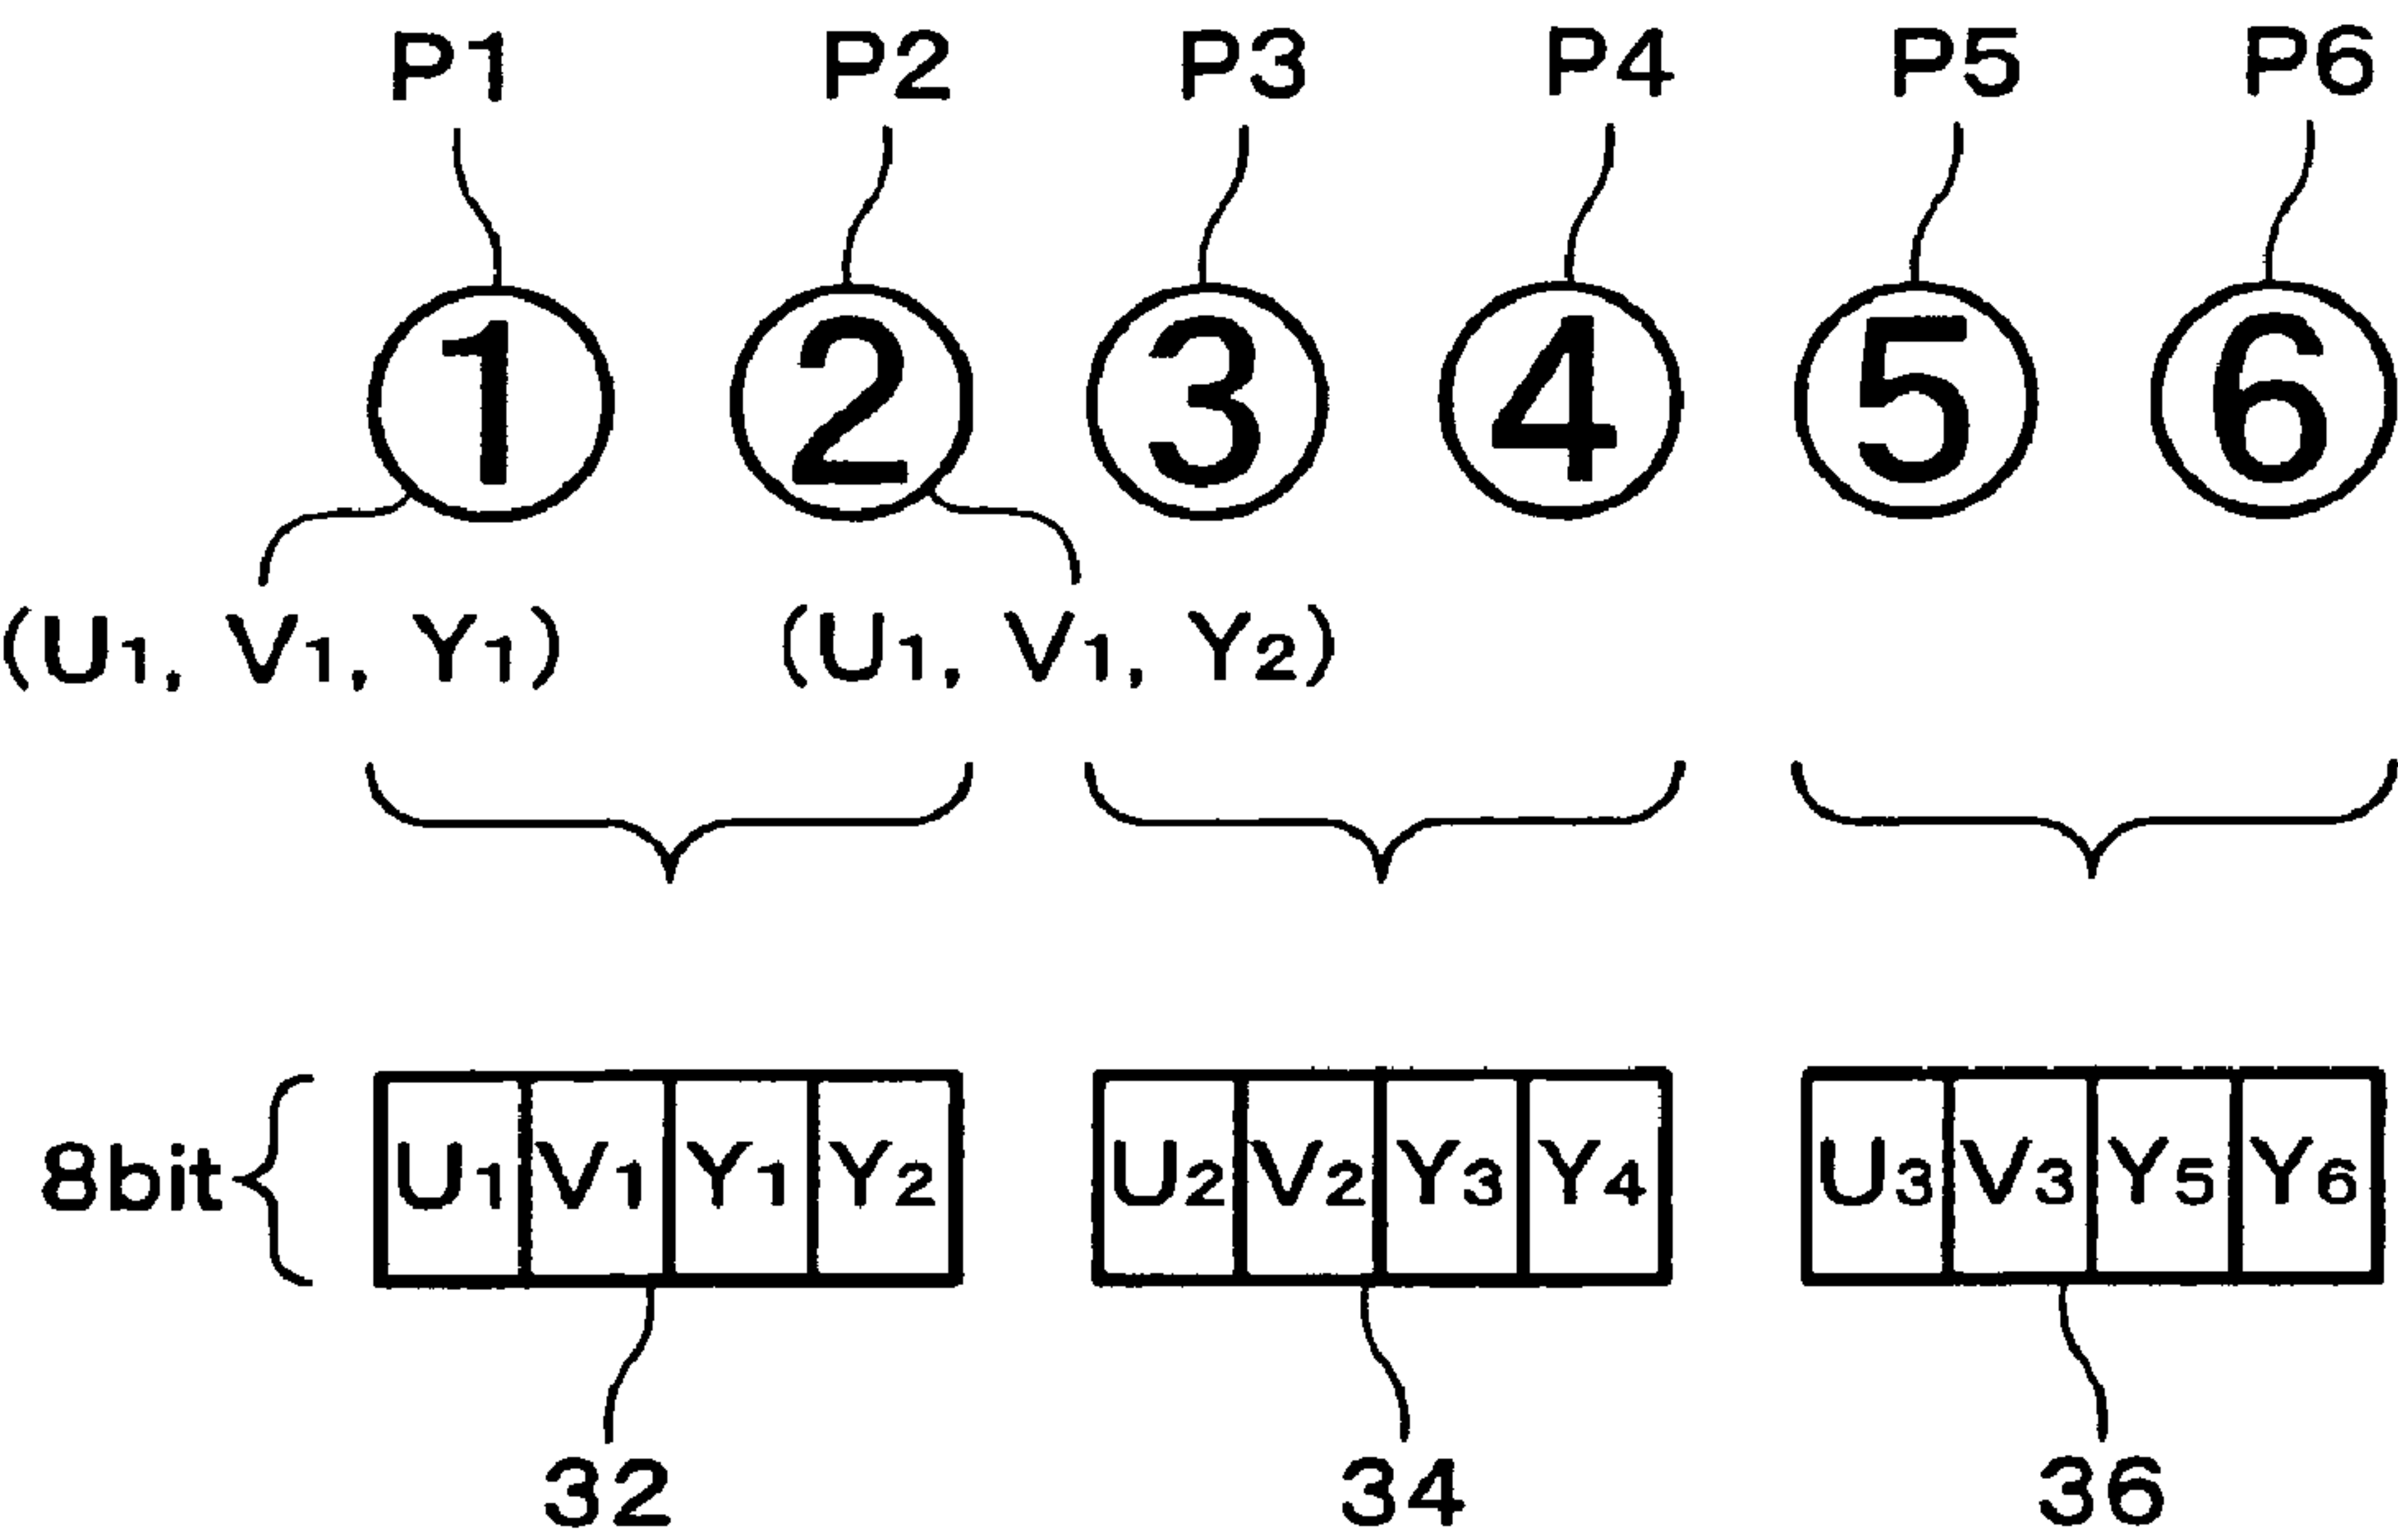 P1 P2 P3 P4 P5 P6
1 2 3 4 5 6
(U1, V1, Y1) (U1, V1, Y2)
8bit U1 V1 Y1 Y2 U2 V2 Y3 Y4 U3 V3 Y5 Y6
32 34 36